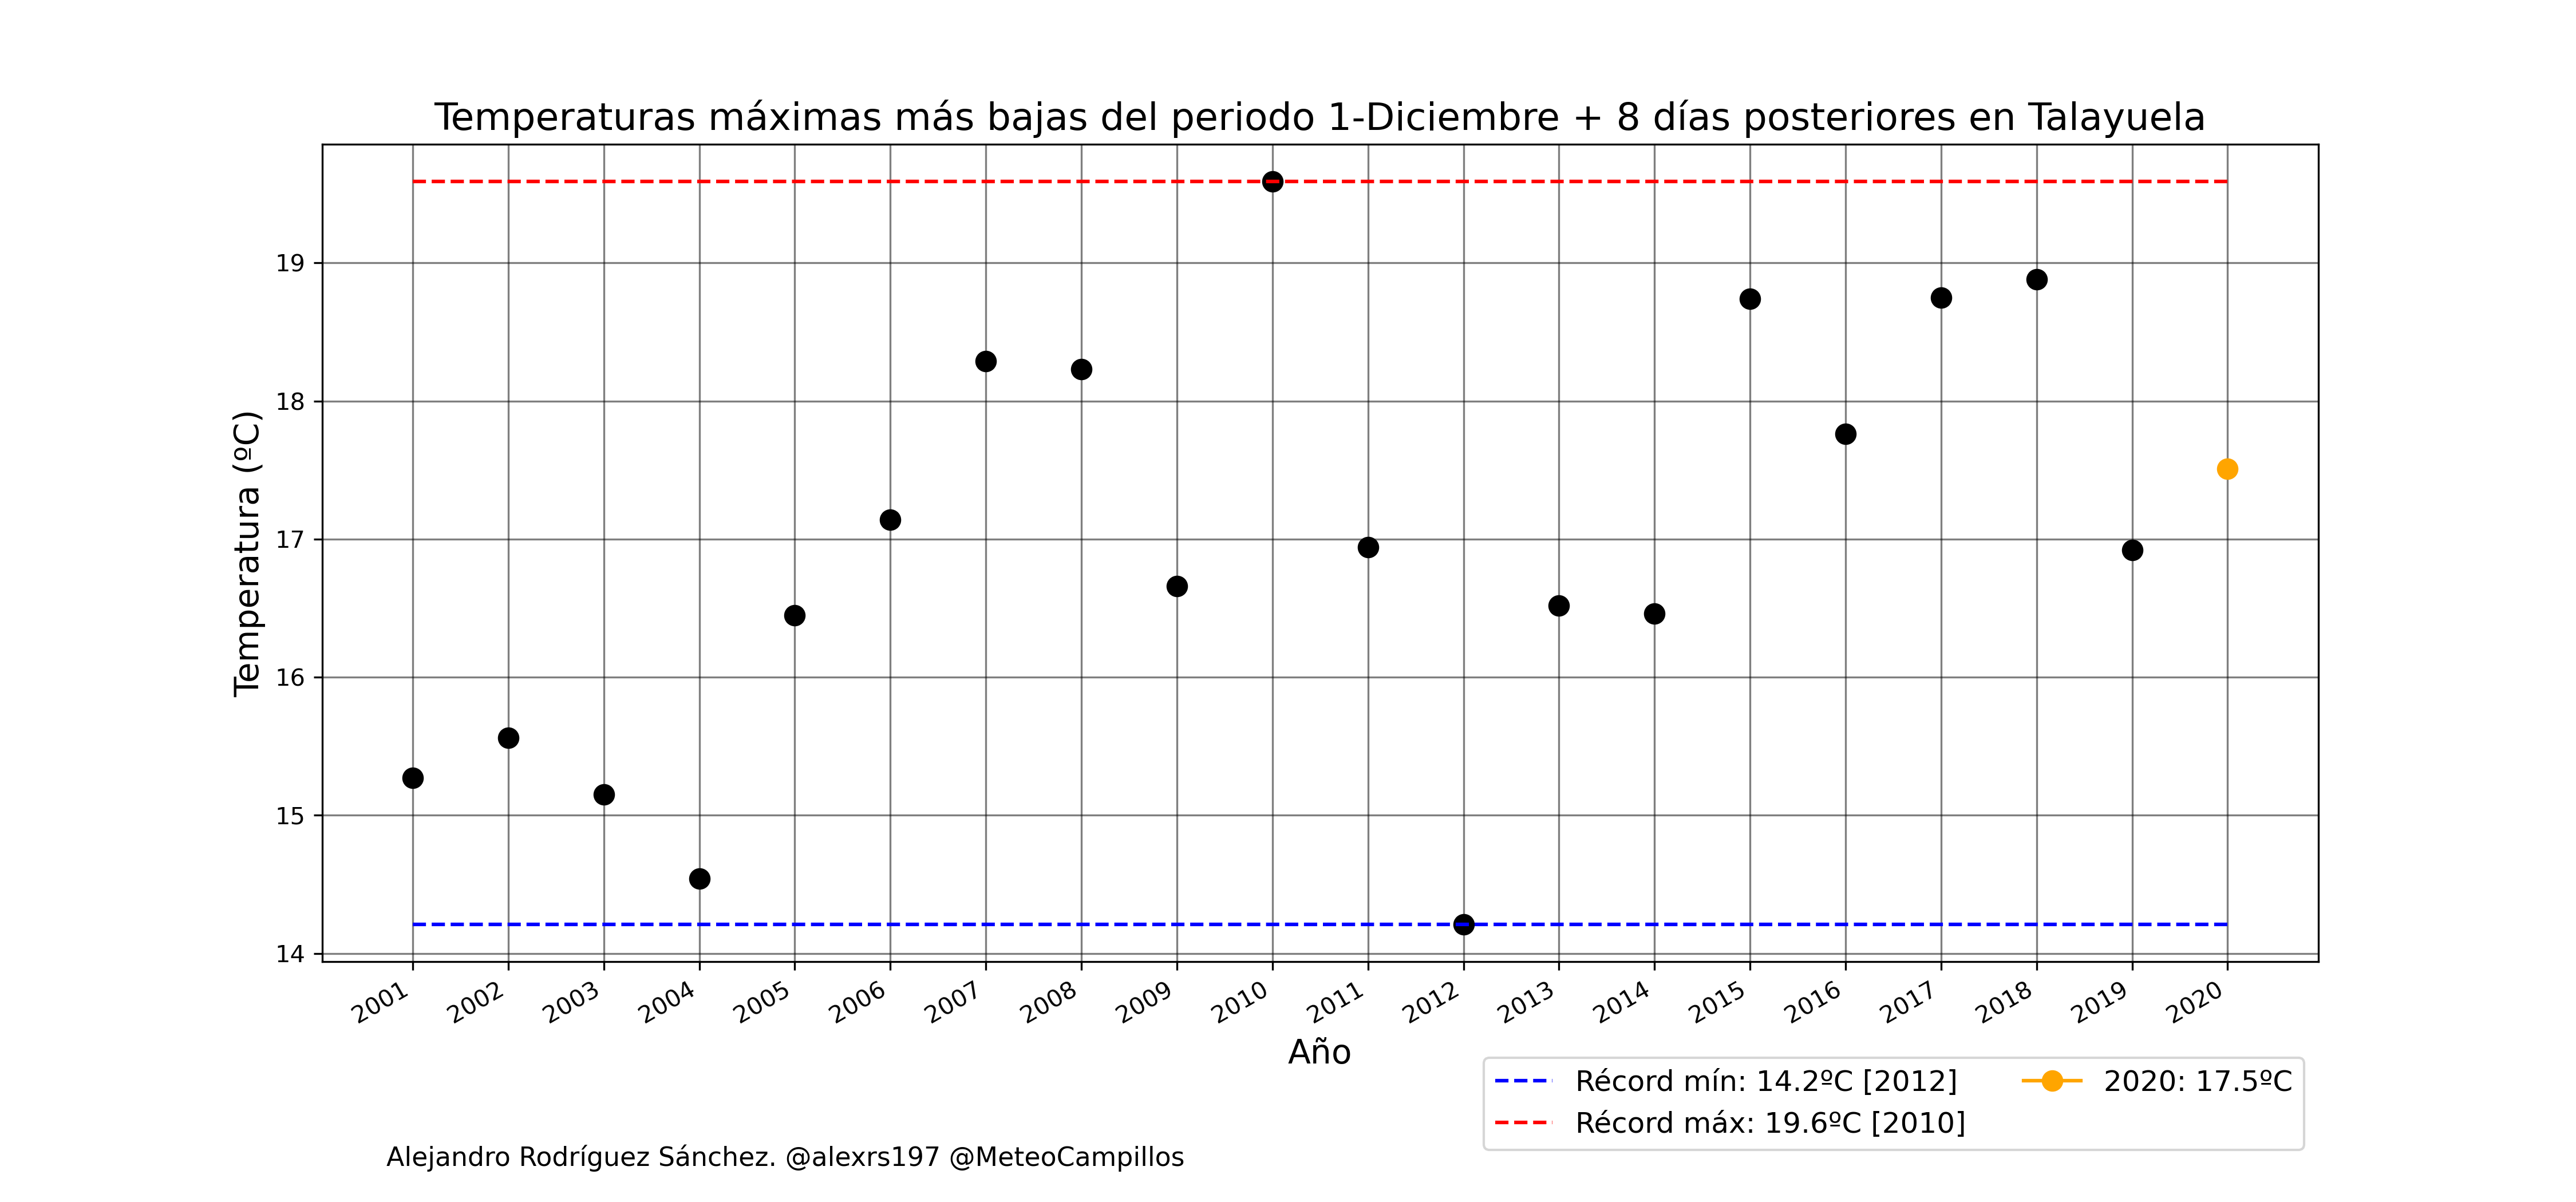 Temperaturas máximas más bajas del periodo 1-Diciembre + 8 días posteriores en Talayuela
Temperatura (ºC)
19
18
17
16
15
14
2001 2002 2003 2004 2005 2006 2007 2008 2009 2010 2011 2012 2013 2014 2015 2016 2017 2018 2019 2020
Año
Récord mín: 14.2ºC [2012]
Récord máx: 19.6ºC [2010]
2020: 17.5ºC
Alejandro Rodríguez Sánchez. @alexrs197 @MeteoCampillos